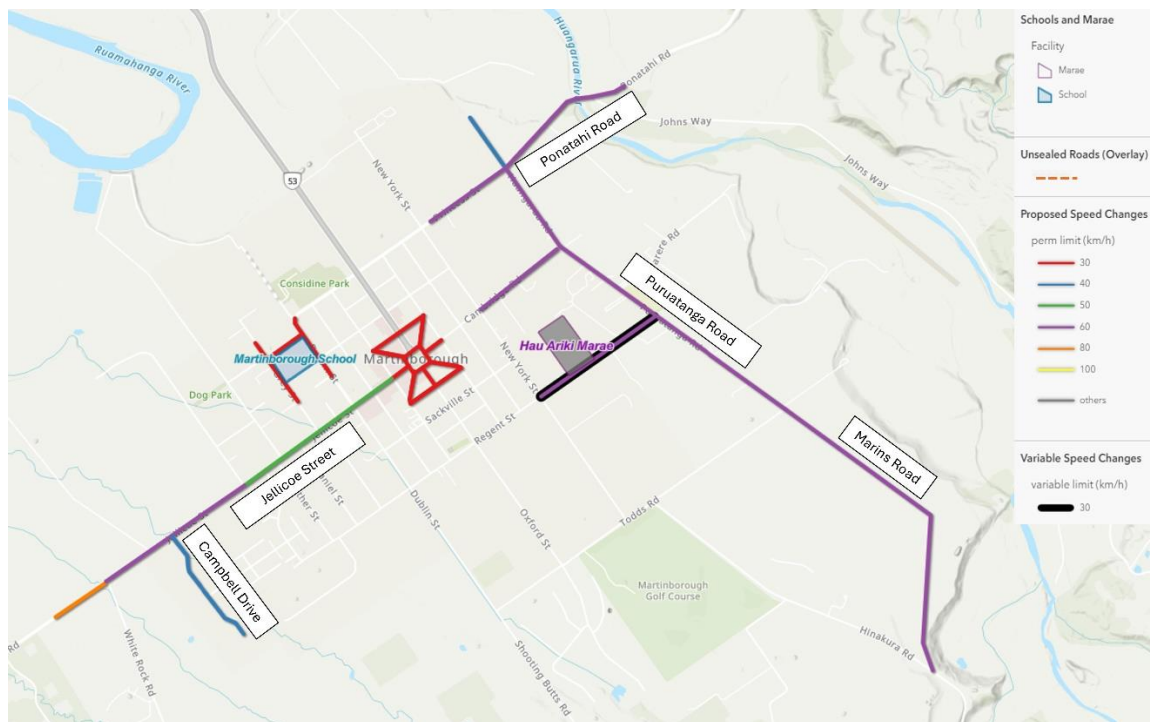 Ruamahanga River
Huangarua River
Ponatahi Rd
Johns Way
Johns Way
Ponatahi Road
New York St
53
Considine Park
Puruatanga Road
Hau Ariki Marae
Martinborough School
Martinborough
New York St
Dog Park
Sackville St
Regent St
Jellicoe St
Jellicoe Street
Marins Road
Dublin St
Oxford St
Todds Rd
Campbell Drive
Martinborough
Golf Course
Hinakura Rd
Rd
White Rock Rd
Shooting Butts Rd
Schools and Marae
Facility
Marae
School
Unsealed Roads (Overlay)
Proposed Speed Changes
perm limit (km/h)
30
40
50
60
80
100
others
Variable Speed Changes
variable limit (km/h)
30